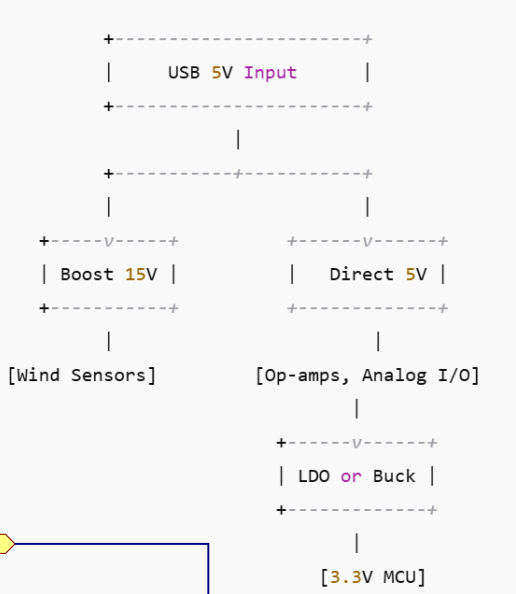 USB 5V Input
Boost 15V
Direct 5V
[Wind Sensors]
[Op-amps, Analog I/O]
LDO or Buck
[3.3V MCU]